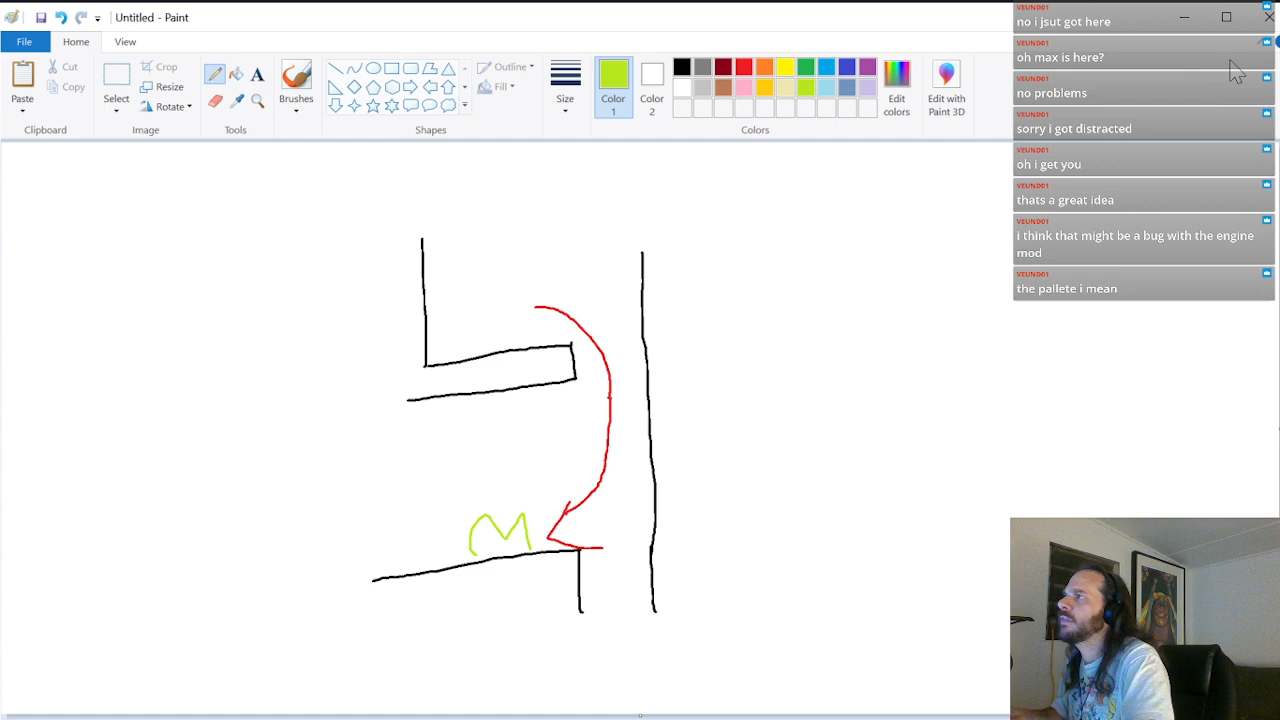 Untitled - Paint
File
Home
View
Paste
Cut
Copy
Clipboard
Select
Crop
Resize
Rotate
Image
A
Tools
Brushes
Shapes
Outline
Fill
Size
Color
1
Color
2
Colors
Edit
colors
Edit with
Paint 3D
VEUND01
no i jsut got here
VEUND01
oh max is here?
VEUND01
no problems
VEUND01
sorry i got distracted
VEUND01
oh i get you
VEUND01
thats a great idea
VEUND01
i think that might be a bug with the engine
mod
VEUND01
the pallete i mean
M